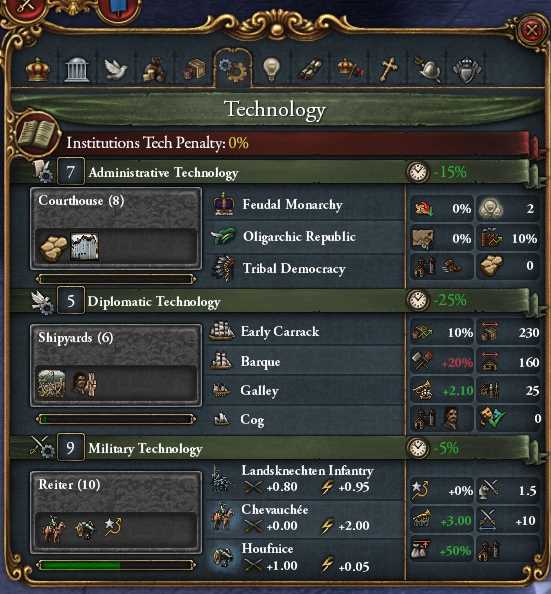 Technology
Institutions Tech Penalty: 0%
7 Administrative Technology -15%
Courthouse (8)
Feudal Monarchy
0% 2
Oligarchic Republic
0% 10%
Tribal Democracy
0
5 Diplomatic Technology -25%
Shipyards (6)
Early Carrack
10% 230
Barque
+20% 160
Galley
+2.10 25
Cog
0
9 Military Technology -5%
Reiter (10)
Landsknechten Infantry
+0.80 +0.95
+0% 1.5
Chevauchée
+0.00 +2.00
+3.00 +10
Houfnice
+1.00 +0.05
+50%